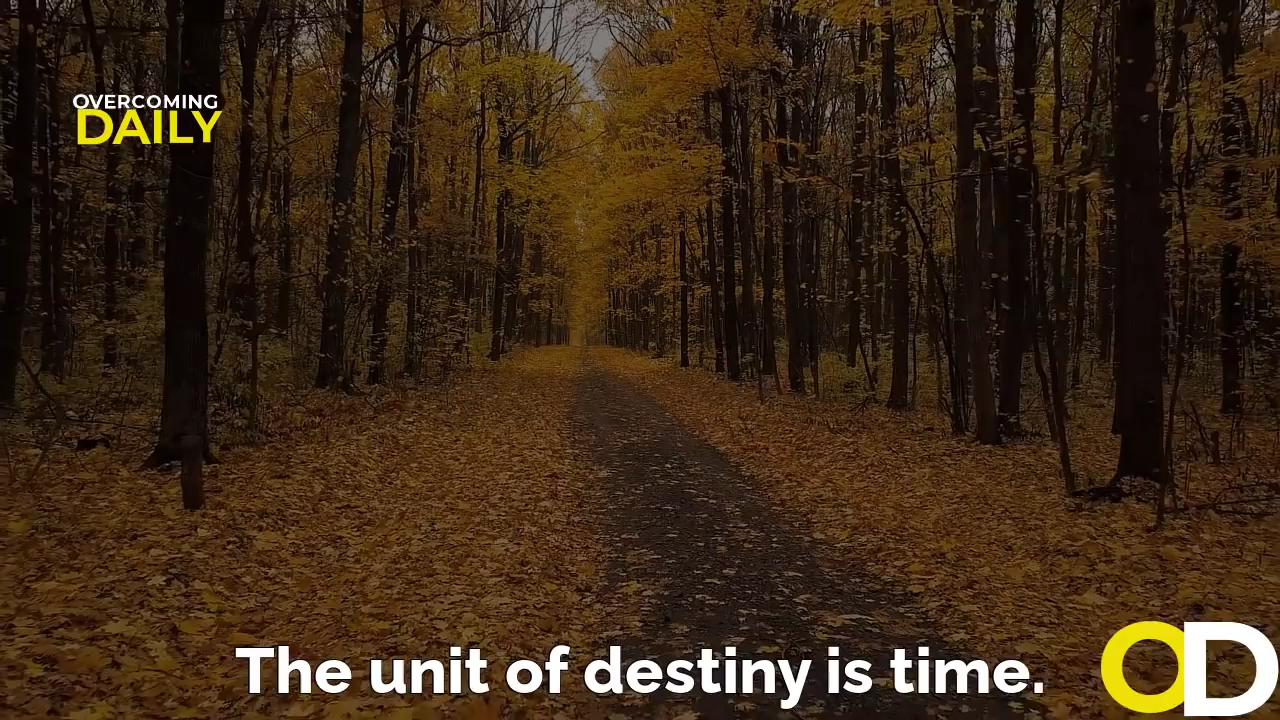 OVERCOMING
DAILY
The unit of destiny is time.
OD